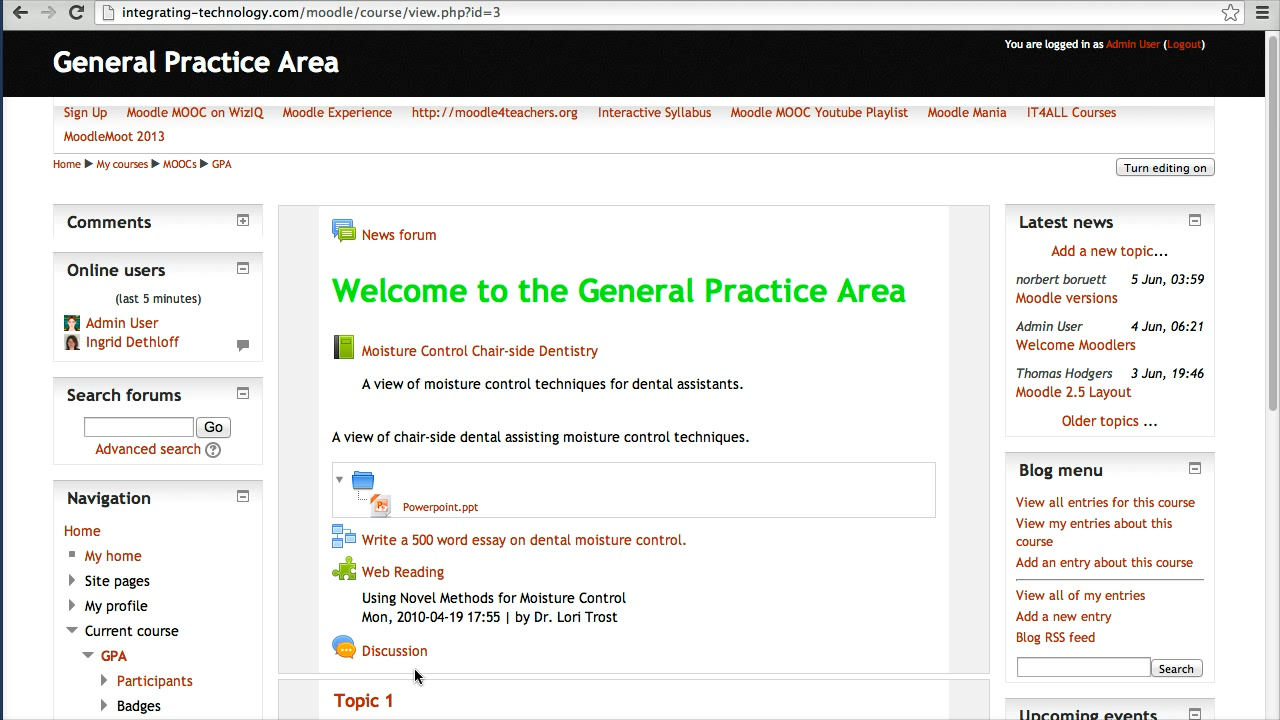 integrating-technology.com/moodle/course/view.php?id=3
General Practice Area
You are logged in as Admin User (Logout)
Sign Up Moodle MOOC on WizIQ Moodle Experience http://moodle4teachers.org Interactive Syllabus Moodle MOOC Youtube Playlist Moodle Mania IT4ALL Courses
MoodleMoot 2013
Home ▶ My courses ▶ MOOCs ▶ GPA
Turn editing on
Comments
Online users
(last 5 minutes)
Admin User
Ingrid Dethloff
Search forums
Go
Advanced search ?
Navigation
Home
My home
Site pages
My profile
Current course
GPA
Participants
Badges
News forum
Welcome to the General Practice Area
Moisture Control Chair-side Dentistry
A view of moisture control techniques for dental assistants.
A view of chair-side dental assisting moisture control techniques.
Powerpoint.ppt
Write a 500 word essay on dental moisture control.
Web Reading
Using Novel Methods for Moisture Control
Mon, 2010-04-19 17:55 | by Dr. Lori Trost
Discussion
Topic 1
Latest news
Add a new topic...
norbert boruett 5 Jun, 03:59
Moodle versions
Admin User 4 Jun, 06:21
Welcome Moodlers
Thomas Hodgers 3 Jun, 19:46
Moodle 2.5 Layout
Older topics ...
Blog menu
View all entries for this course
View my entries about this
course
Add an entry about this course
View all of my entries
Add a new entry
Blog RSS feed
Search
Upcoming events